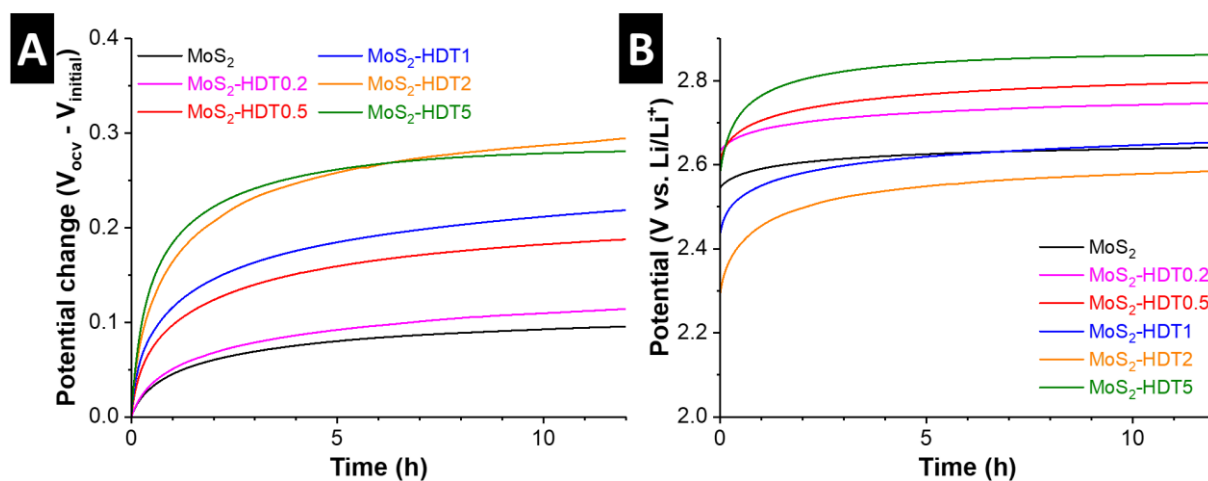 A
Potential change (V_ocv - V_initial)
0.4
0.3
0.2
0.1
0.0
MoS₂
MoS₂-HDT0.2
MoS₂-HDT0.5
MoS₂-HDT1
MoS₂-HDT2
MoS₂-HDT5
0 5 10
Time (h)
B
Potential (V vs. Li/Li⁺)
2.8
2.6
2.4
2.2
2.0
MoS₂
MoS₂-HDT0.2
MoS₂-HDT0.5
MoS₂-HDT1
MoS₂-HDT2
MoS₂-HDT5
0 5 10
Time (h)